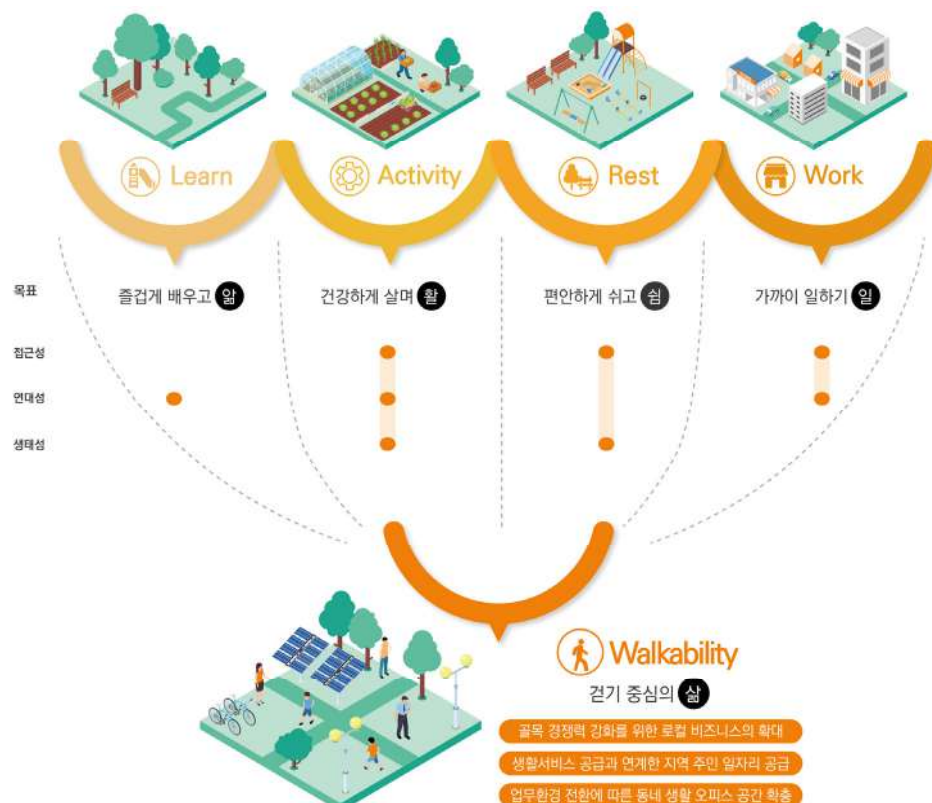 Learn
Activity
Rest
Work
목표
즐겁게 배우고 앎
건강하게 살며 활
편안하게 쉬고 쉼
가까이 일하기 일
접근성
연대성
생태성
Walkability
걷기 중심의 삶
골목 경쟁력 강화를 위한 로컬 비즈니스의 확대
생활서비스 공급과 연계한 지역 주민 일자리 공급
업무환경 전환에 따른 동네 생활 오피스 공간 확충